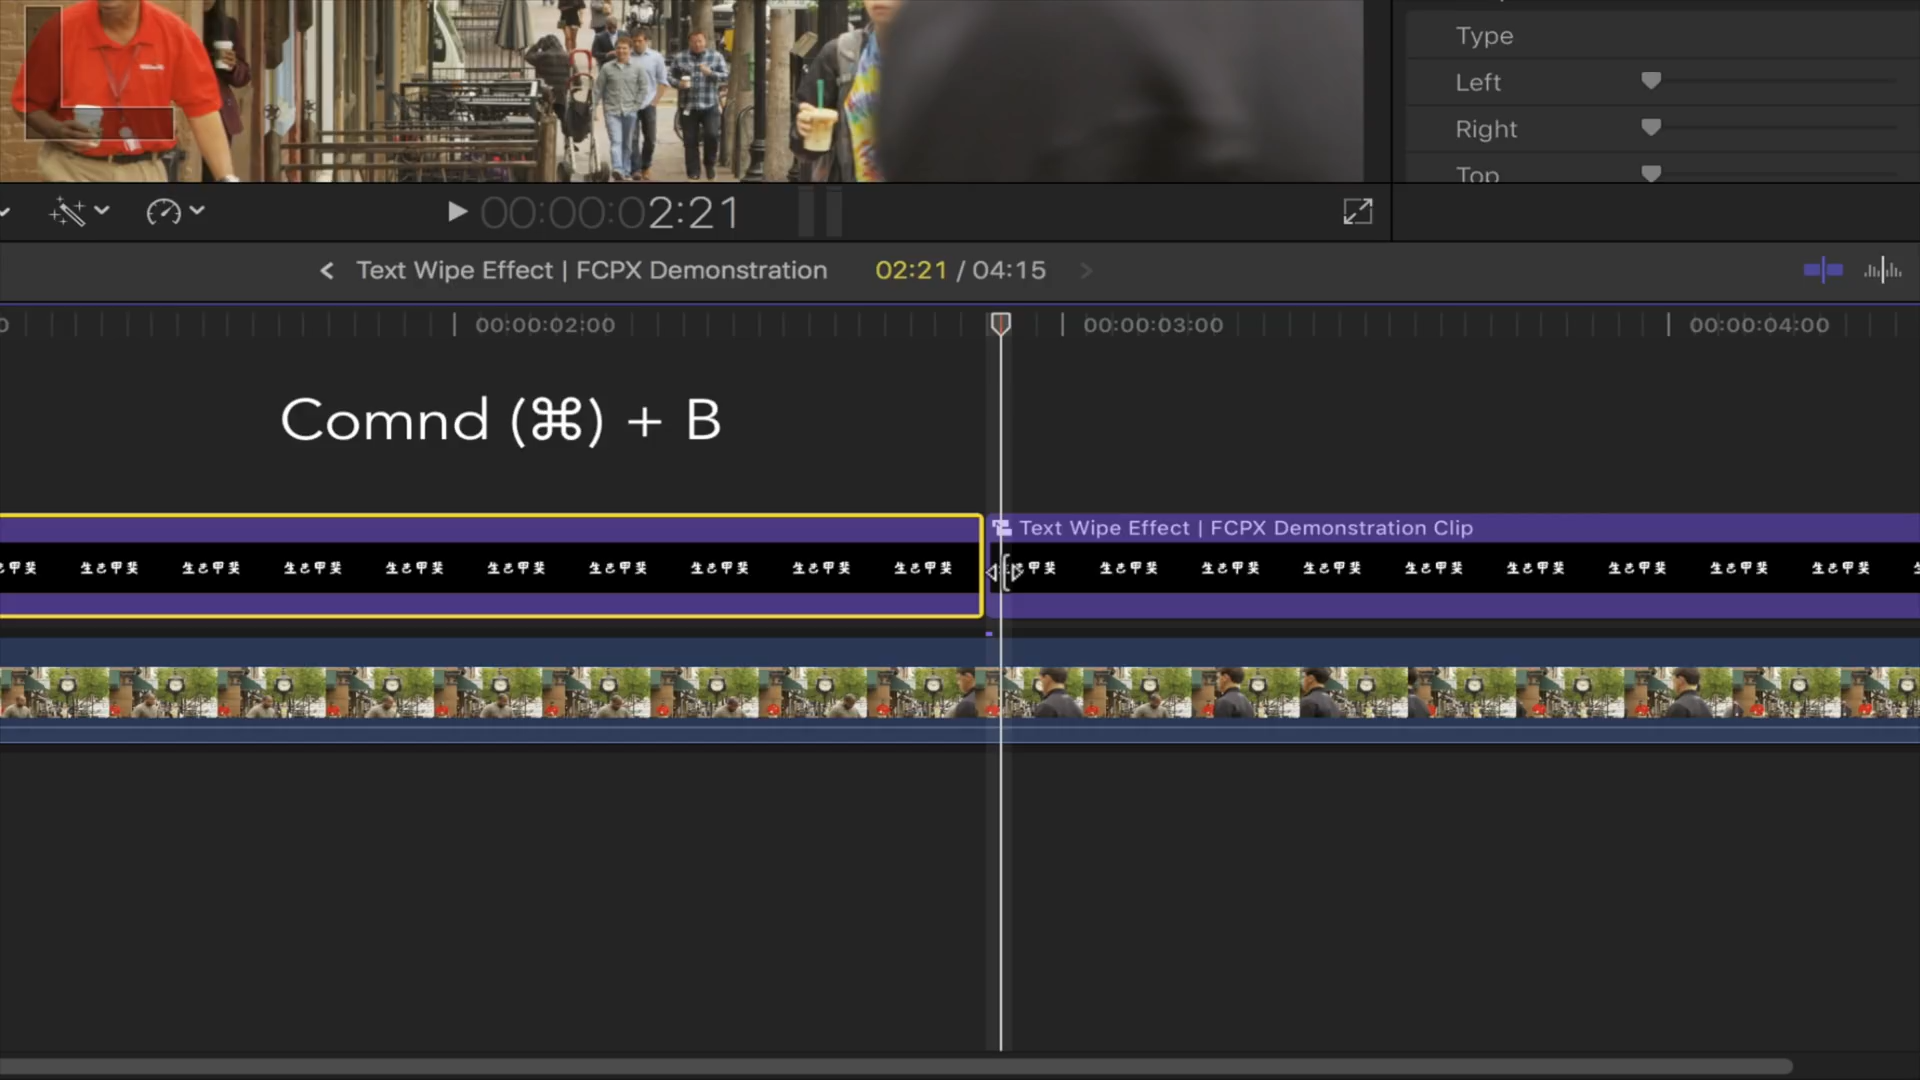 Type
Left
Right
Top
00:00:02:21
Text Wipe Effect | FCPX Demonstration 02:21 / 04:15
00:00:02:00 00:00:03:00 00:00:04:00
Comnd (⌘) + B
Text Wipe Effect | FCPX Demonstration Clip